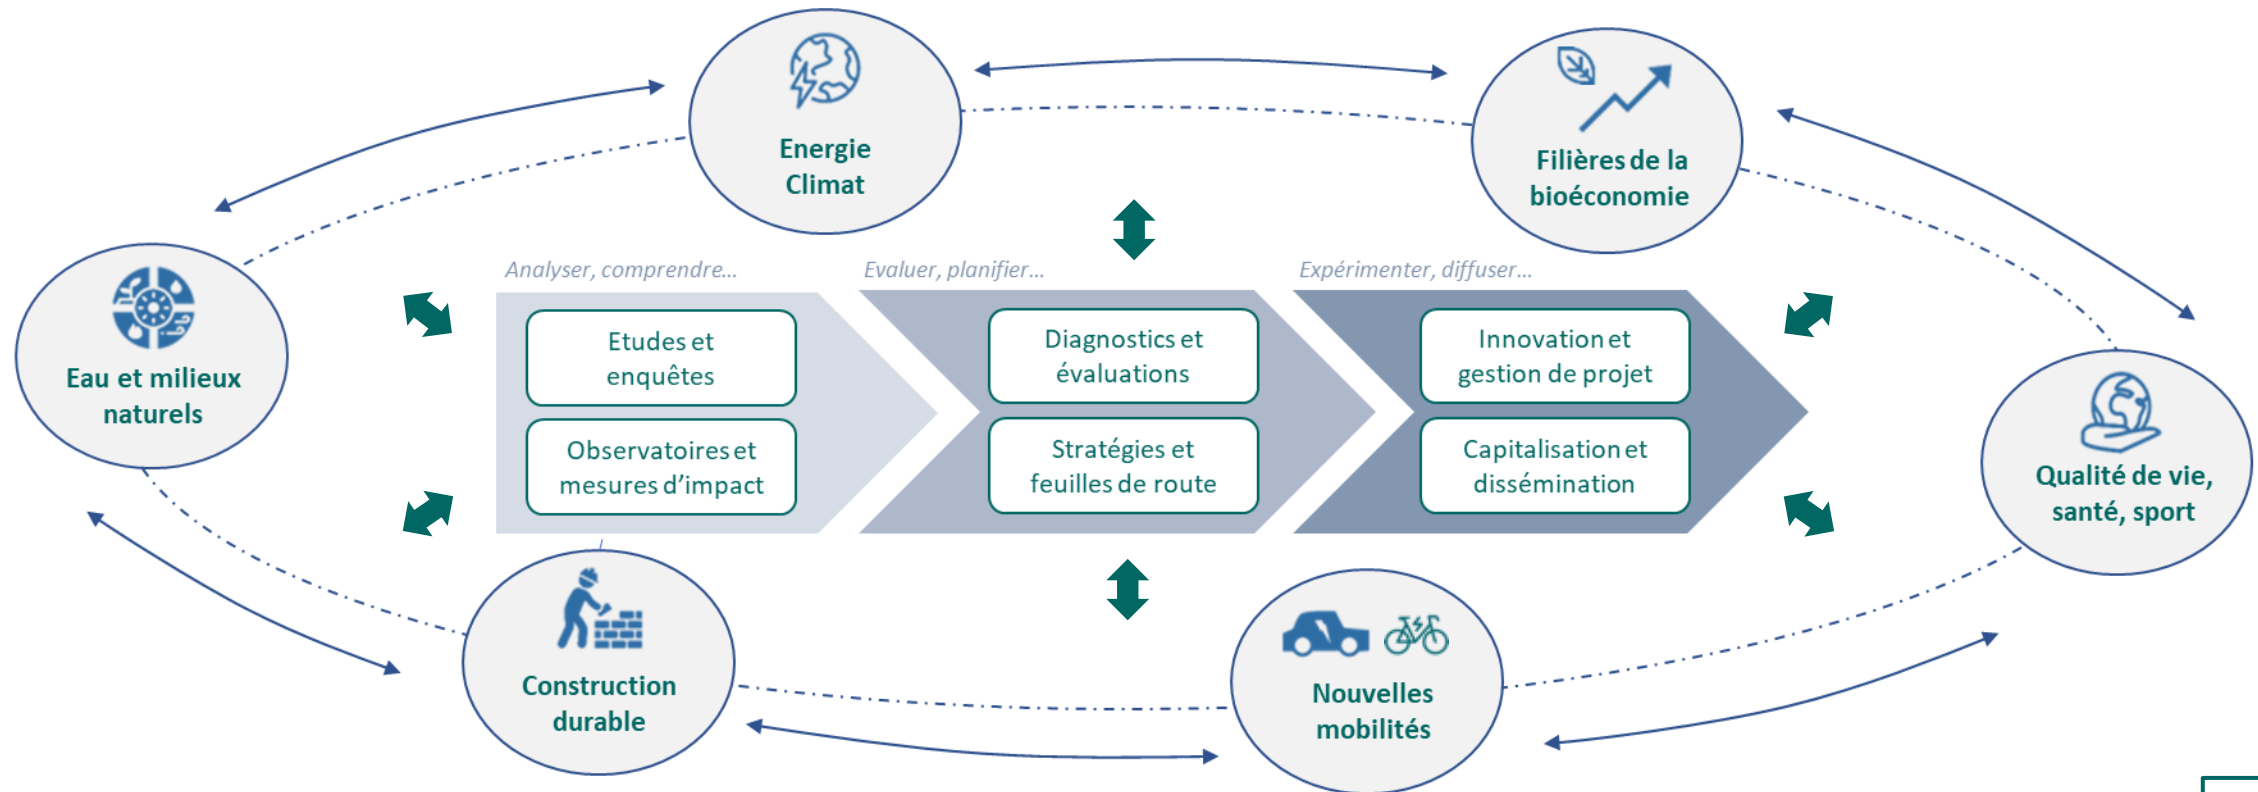 Energie
Climat
Filières de la
bioéconomie
Eau et milieux
naturels
Analyser, comprendre...
Etudes et
enquêtes
Observatoires et
mesures d’impact
Evaluer, planifier...
Diagnostics et
évaluations
Stratégies et
feuilles de route
Expérimenter, diffuser...
Innovation et
gestion de projet
Capitalisation et
dissémination
Qualité de vie,
santé, sport
Construction
durable
Nouvelles
mobilités